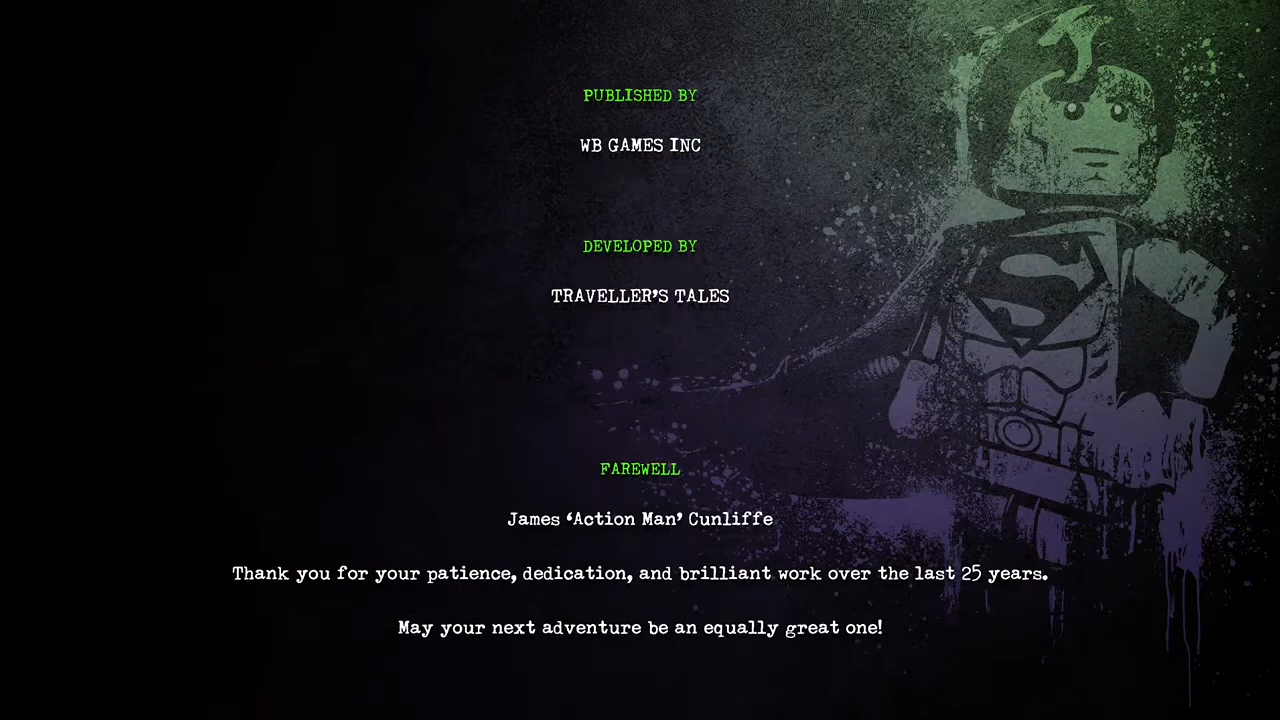 PUBLISHED BY
WB GAMES INC
DEVELOPED BY
TRAVELLER’S TALES
FAREWELL
James ‘Action Man’ Cunliffe
Thank you for your patience, dedication, and brilliant work over the last 25 years.
May your next adventure be an equally great one!